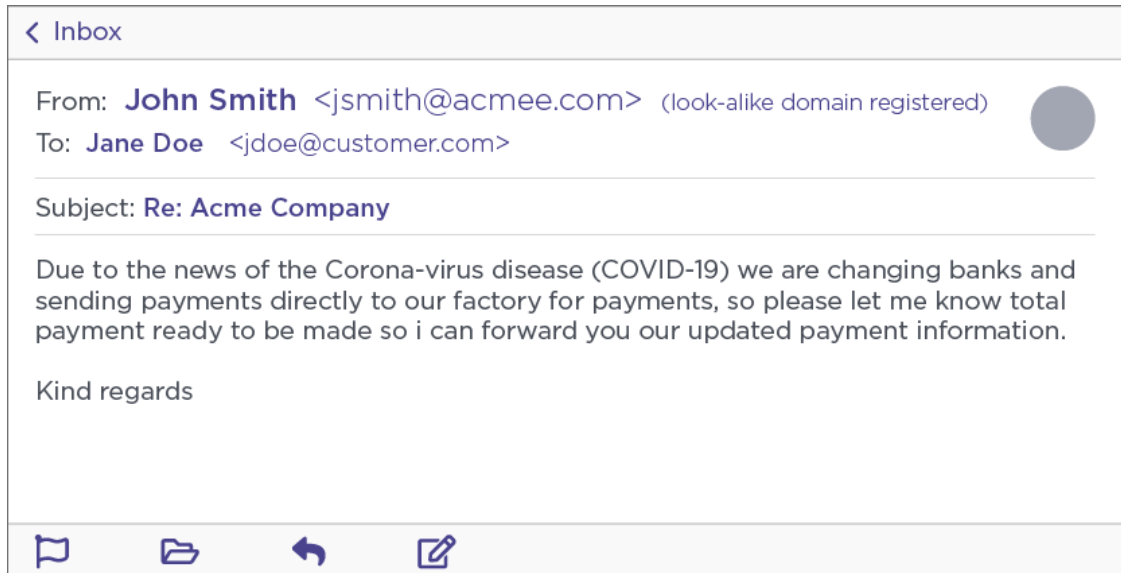 Inbox
From: John Smith <jsmith@acmee.com> (look-alike domain registered)
To: Jane Doe <jdoe@customer.com>
Subject: Re: Acme Company
Due to the news of the Corona-virus disease (COVID-19) we are changing banks and
sending payments directly to our factory for payments, so please let me know total
payment ready to be made so i can forward you our updated payment information.
Kind regards